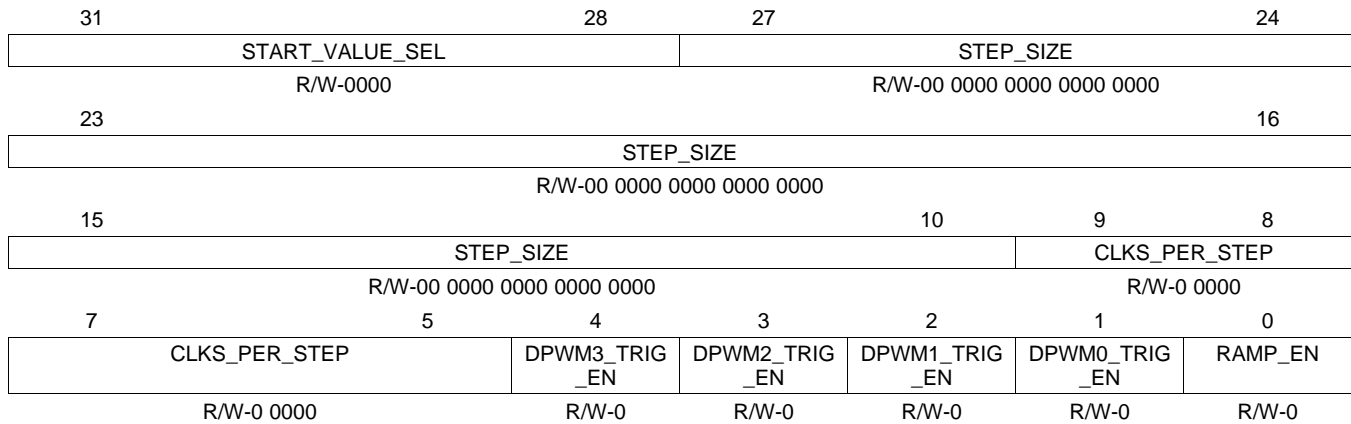 31 28 27 24
START_VALUE_SEL STEP_SIZE
R/W-0000 R/W-00 0000 0000 0000 0000
23 16
STEP_SIZE
R/W-00 0000 0000 0000 0000
15 10 9 8
STEP_SIZE CLKS_PER_STEP
R/W-00 0000 0000 0000 0000 R/W-0 0000
7 5 4 3 2 1 0
CLKS_PER_STEP DPWM3_TRIG DPWM2_TRIG DPWM1_TRIG DPWM0_TRIG RAMP_EN
_EN _EN _EN _EN
R/W-0 0000 R/W-0 R/W-0 R/W-0 R/W-0 R/W-0